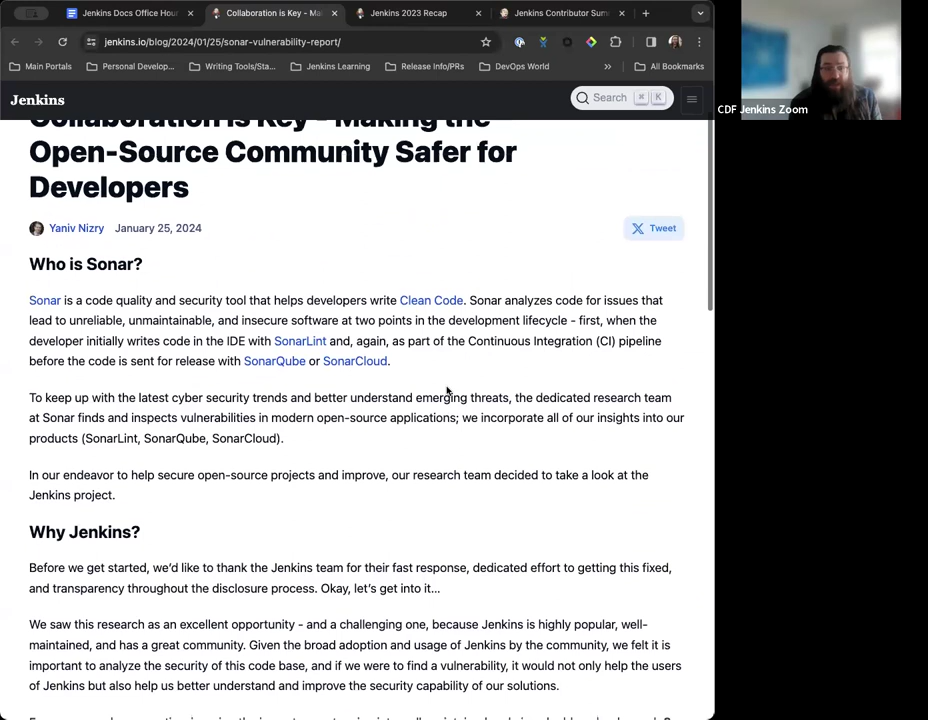 Jenkins Docs Office Hour
Collaboration is Key - Ma
Jenkins 2023 Recap
Jenkins Contributor Sum
jenkins.io/blog/2024/01/25/sonar-vulnerability-report/
Main Portals
Personal Develop...
Writing Tools/Sta...
Jenkins Learning
Release Info/PRs
DevOps World
All Bookmarks
Jenkins
Search ⌘ K
CDF Jenkins Zoom
Collaboration is Key - Making the
Open-Source Community Safer for
Developers
Yaniv Nizry January 25, 2024
Tweet
Who is Sonar?
Sonar is a code quality and security tool that helps developers write Clean Code. Sonar analyzes code for issues that
lead to unreliable, unmaintainable, and insecure software at two points in the development lifecycle - first, when the
developer initially writes code in the IDE with SonarLint and, again, as part of the Continuous Integration (CI) pipeline
before the code is sent for release with SonarQube or SonarCloud.
To keep up with the latest cyber security trends and better understand emerging threats, the dedicated research team
at Sonar finds and inspects vulnerabilities in modern open-source applications; we incorporate all of our insights into our
products (SonarLint, SonarQube, SonarCloud).
In our endeavor to help secure open-source projects and improve, our research team decided to take a look at the
Jenkins project.
Why Jenkins?
Before we get started, we'd like to thank the Jenkins team for their fast response, dedicated effort to getting this fixed,
and transparency throughout the disclosure process. Okay, let's get into it...
We saw this research as an excellent opportunity - and a challenging one, because Jenkins is highly popular, well-
maintained, and has a great community. Given the broad adoption and usage of Jenkins by the community, we felt it is
important to analyze the security of this code base, and if we were to find a vulnerability, it would not only help the users
of Jenkins but also help us better understand and improve the security capability of our solutions.